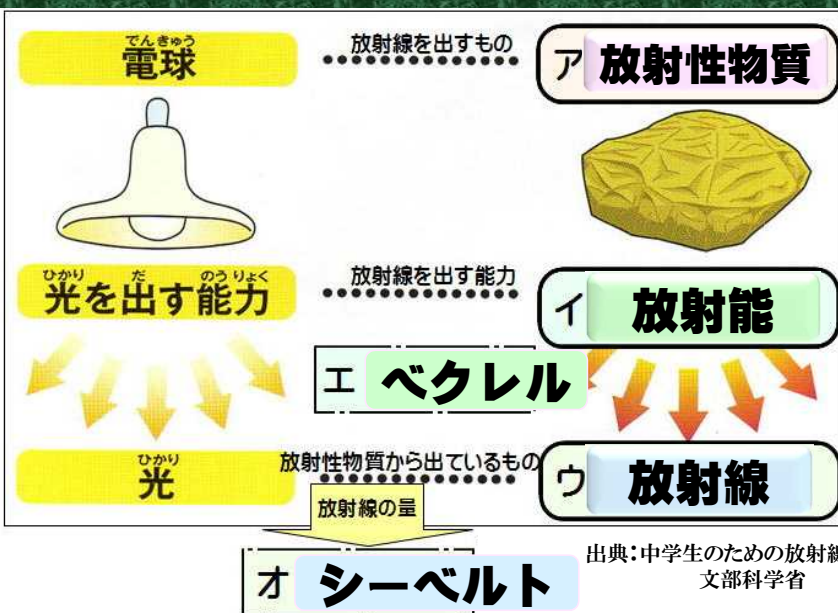 でんきゅう
電球
放射線を出すもの
ア 放射性物質
ひかり だ のうりょく
光を出す能力
放射線を出す能力
イ 放射能
エ ベクレル
ひかり
光
放射性物質から出ているもの
ウ 放射線
放射線の量
オ シーベルト
出典:中学生のための放射線
文部科学省